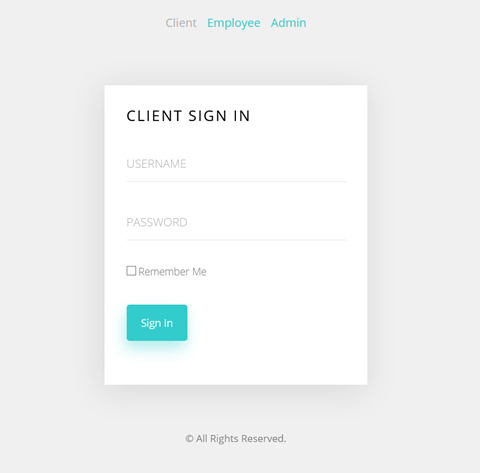 Client Employee Admin
CLIENT SIGN IN
USERNAME
PASSWORD
Remember Me
Sign In
© All Rights Reserved.